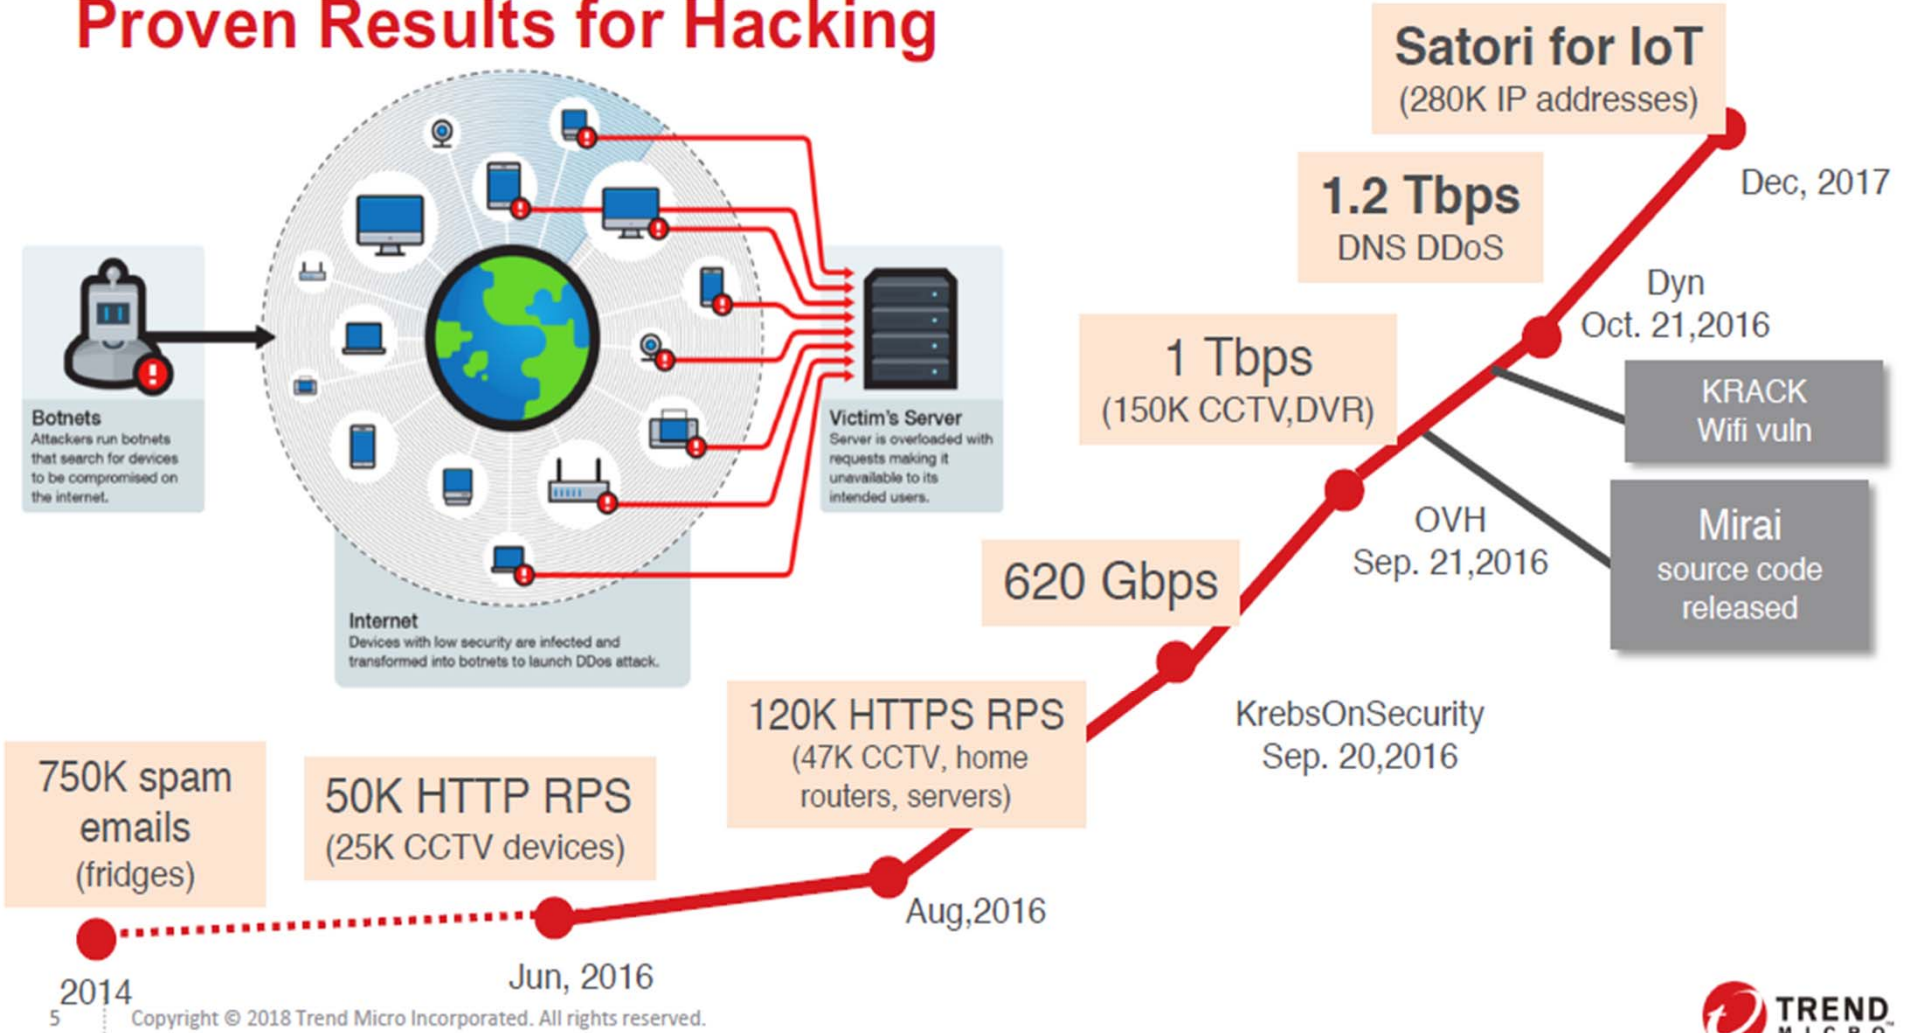 Proven Results for Hacking
Botnets
Attackers run botnets
that search for devices
to be compromised on
the internet.
Internet
Devices with low security are infected and
transformed into botnets to launch DDos attack.
Victim's Server
Server is overloaded with
requests making it
unavailable to its
intended users.
750K spam
emails
(fridges)
2014
50K HTTP RPS
(25K CCTV devices)
Jun, 2016
120K HTTPS RPS
(47K CCTV, home
routers, servers)
Aug,2016
620 Gbps
KrebsOnSecurity
Sep. 20,2016
1 Tbps
(150K CCTV,DVR)
OVH
Sep. 21,2016
Mirai
source code
released
KRACK
Wifi vuln
1.2 Tbps
DNS DDoS
Dyn
Oct. 21,2016
Satori for IoT
(280K IP addresses)
Dec, 2017
5
Copyright © 2018 Trend Micro Incorporated. All rights reserved.
TREND
MICRO